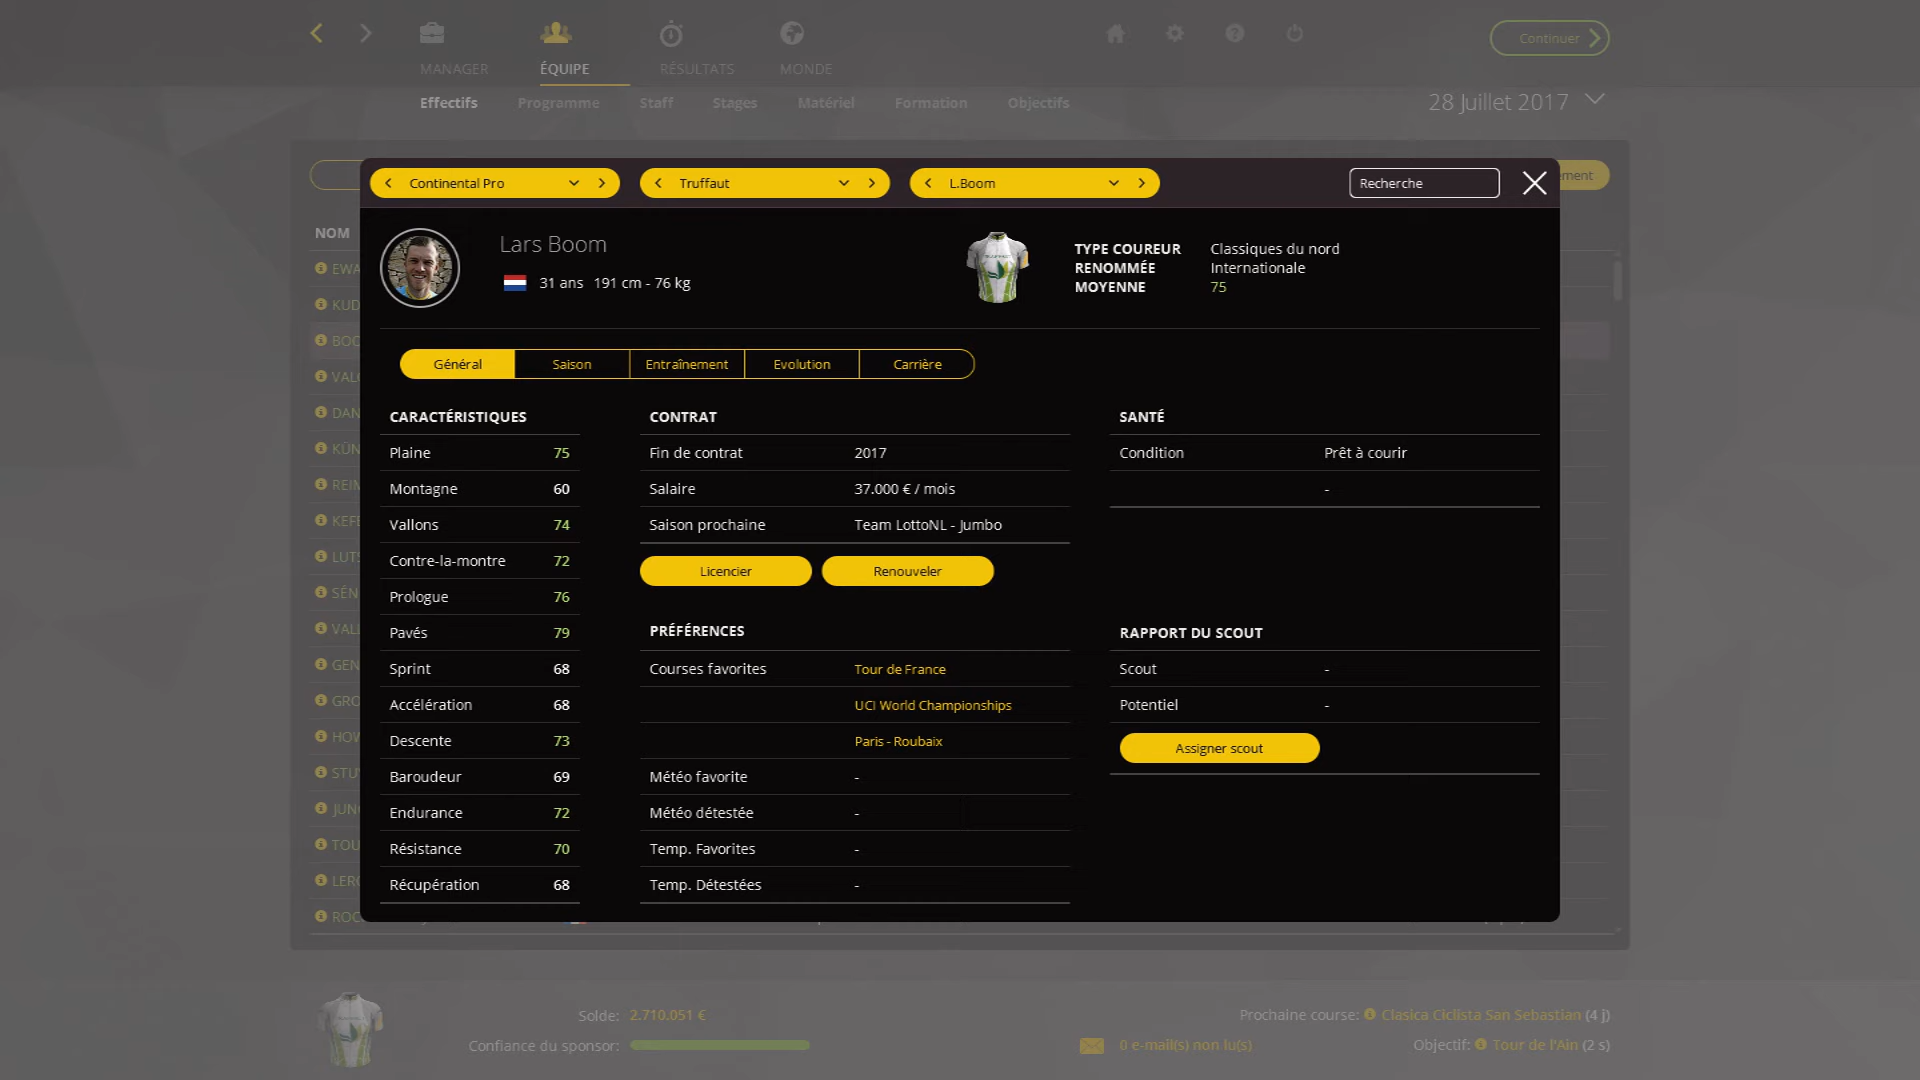 MANAGER ÉQUIPE RÉSULTATS MONDE
Continuer
Effectifs Programme Staff Stages Matériel Formation Objectifs
28 Juillet 2017
Continental Pro Truffaut L.Boom Recherche
Lars Boom
31 ans 191 cm - 76 kg
TYPE COUREUR Classiques du nord
RENOMMÉE Internationale
MOYENNE 75
NOM
Général Saison Entraînement Evolution Carrière
CARACTÉRISTIQUES
Plaine 75
Montagne 60
Vallons 74
Contre-la-montre 72
Prologue 76
Pavés 79
Sprint 68
Accélération 68
Descente 73
Baroudeur 69
Endurance 72
Résistance 70
Récupération 68
CONTRAT
Fin de contrat 2017
Salaire 37.000 € / mois
Saison prochaine Team LottoNL - Jumbo
Licencier Renouveler
PRÉFÉRENCES
Courses favorites Tour de France
UCI World Championships
Paris - Roubaix
Météo favorite -
Météo détestée -
Temp. Favorites -
Temp. Détestées -
SANTÉ
Condition Prêt à courir
-
RAPPORT DU SCOUT
Scout -
Potentiel -
Assigner scout
Solde: 2.710.051 €
Confiance du sponsor:
Prochaine course: Clasica Ciclista San Sebastian (4 j)
0 e-mail(s) non lu(s)
Objectif: Tour de l'Ain (2 s)